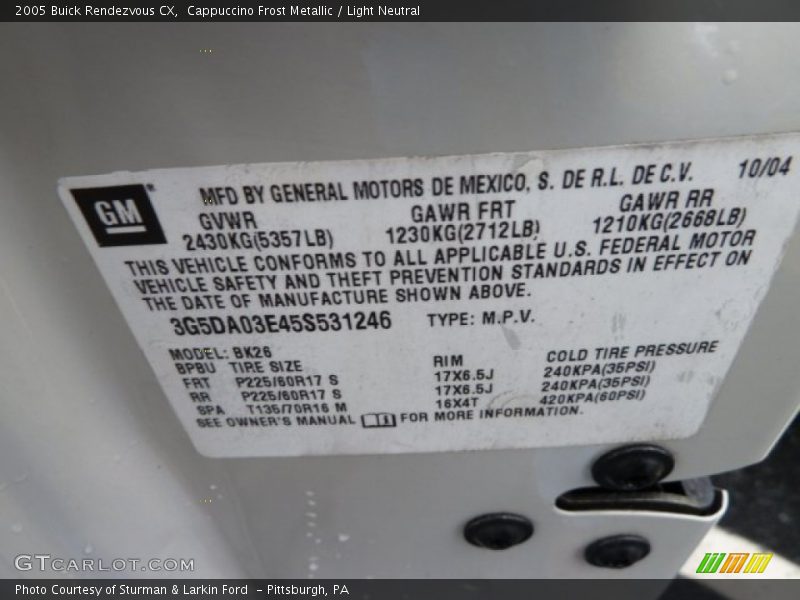 2005 Buick Rendezvous CX, Cappuccino Frost Metallic / Light Neutral
GM
MFD BY GENERAL MOTORS DE MEXICO, S. DE R.L. DE C.V. 10/04
GVWR GAWR FRT GAWR RR
2430KG(5357LB) 1230KG(2712LB) 1210KG(2668LB)
THIS VEHICLE CONFORMS TO ALL APPLICABLE U.S. FEDERAL MOTOR
VEHICLE SAFETY AND THEFT PREVENTION STANDARDS IN EFFECT ON
THE DATE OF MANUFACTURE SHOWN ABOVE.
3G5DA03E45S531246 TYPE: M.P.V.
MODEL: BK26
BPBU TIRE SIZE RIM COLD TIRE PRESSURE
FRT P225/60R17 S 17X6.5J 240KPA(35PSI)
RR P225/60R17 S 17X6.5J 240KPA(35PSI)
SPA T135/70R16 M 16X4T 420KPA(60PSI)
SEE OWNER'S MANUAL FOR MORE INFORMATION.
GTCARLOT.COM
Photo Courtesy of Sturman & Larkin Ford - Pittsburgh, PA